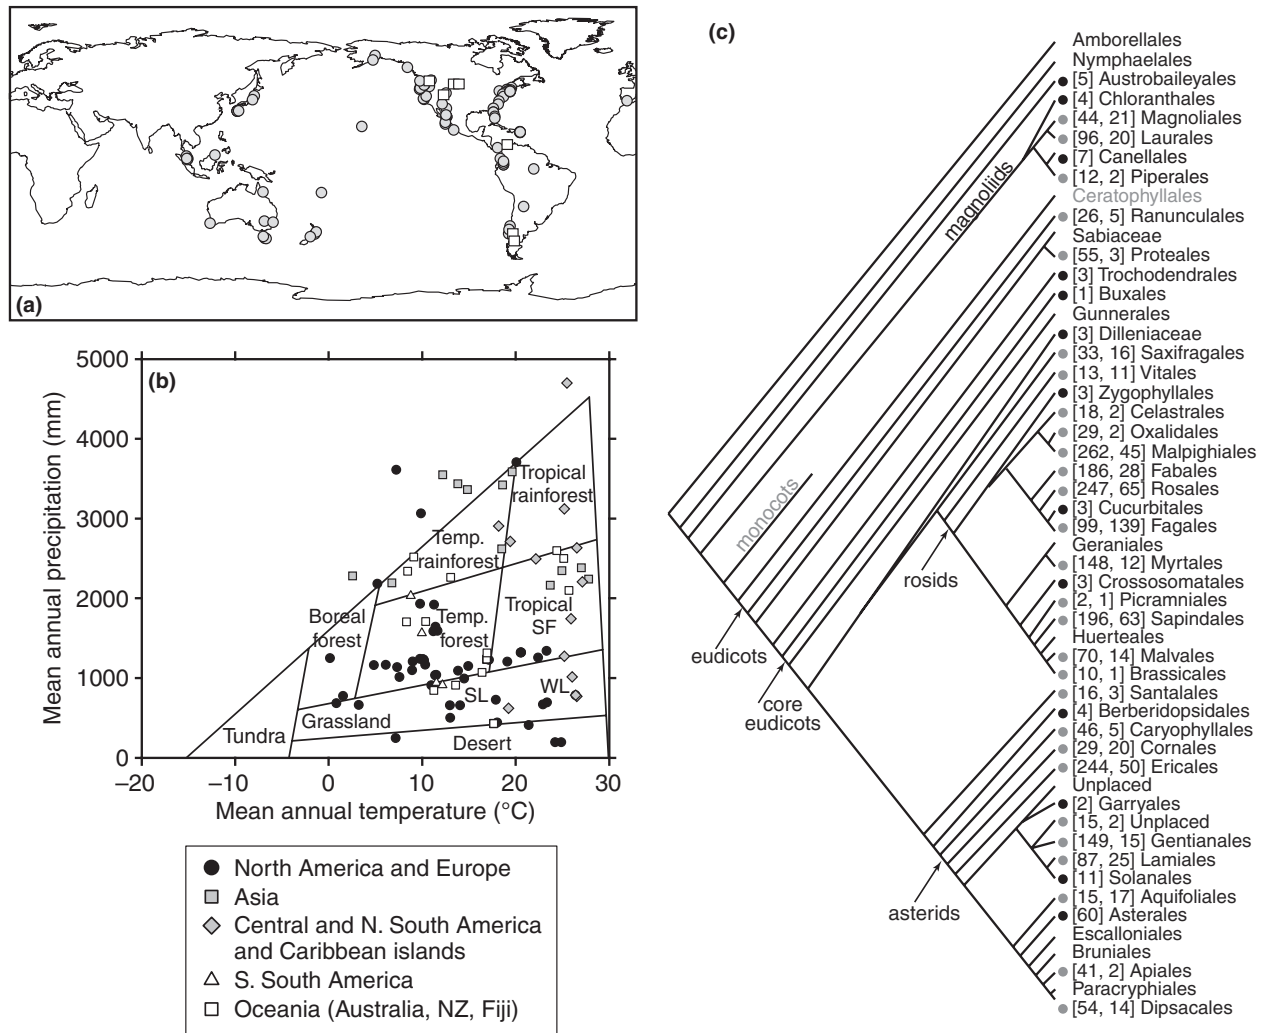 (a)
5000
4000
3000
2000
1000
0
Mean annual precipitation (mm)
(b)
Tropical
rainforest
Temp.
rainforest
Boreal
forest
Temp.
forest
Tropical
SF
SL
WL
Grassland
Tundra
Desert
–20
–10
0
10
20
30
Mean annual temperature (°C)
North America and Europe
Asia
Central and N. South America
and Caribbean islands
S. South America
Oceania (Australia, NZ, Fiji)
(c)
magnoliids
monocots
eudicots
core
eudicots
rosids
asterids
Amborellales
Nymphaelales
[5] Austrobaileyales
[4] Chloranthales
[44, 21] Magnoliales
[96, 20] Laurales
[7] Canellales
[12, 2] Piperales
Ceratophyllales
[26, 5] Ranunculales
Sabiaceae
[55, 3] Proteales
[3] Trochodendrales
[1] Buxales
Gunnerales
[3] Dilleniaceae
[33, 16] Saxifragales
[13, 11] Vitales
[3] Zygophyllales
[18, 2] Celastrales
[29, 2] Oxalidales
[262, 45] Malpighiales
[186, 28] Fabales
[247, 65] Rosales
[3] Cucurbitales
[99, 139] Fagales
Geraniales
[148, 12] Myrtales
[3] Crossosomatales
[2, 1] Picramniales
[196, 63] Sapindales
Huerteales
[70, 14] Malvales
[10, 1] Brassicales
[16, 3] Santalales
[4] Berberidopsidales
[46, 5] Caryophyllales
[29, 20] Cornales
[244, 50] Ericales
Unplaced
[2] Garryales
[15, 2] Unplaced
[149, 15] Gentianales
[87, 25] Lamiales
[11] Solanales
[15, 17] Aquifoliales
[60] Asterales
Escalloniales
Bruniales
[41, 2] Apiales
Paracryphiales
[54, 14] Dipsacales